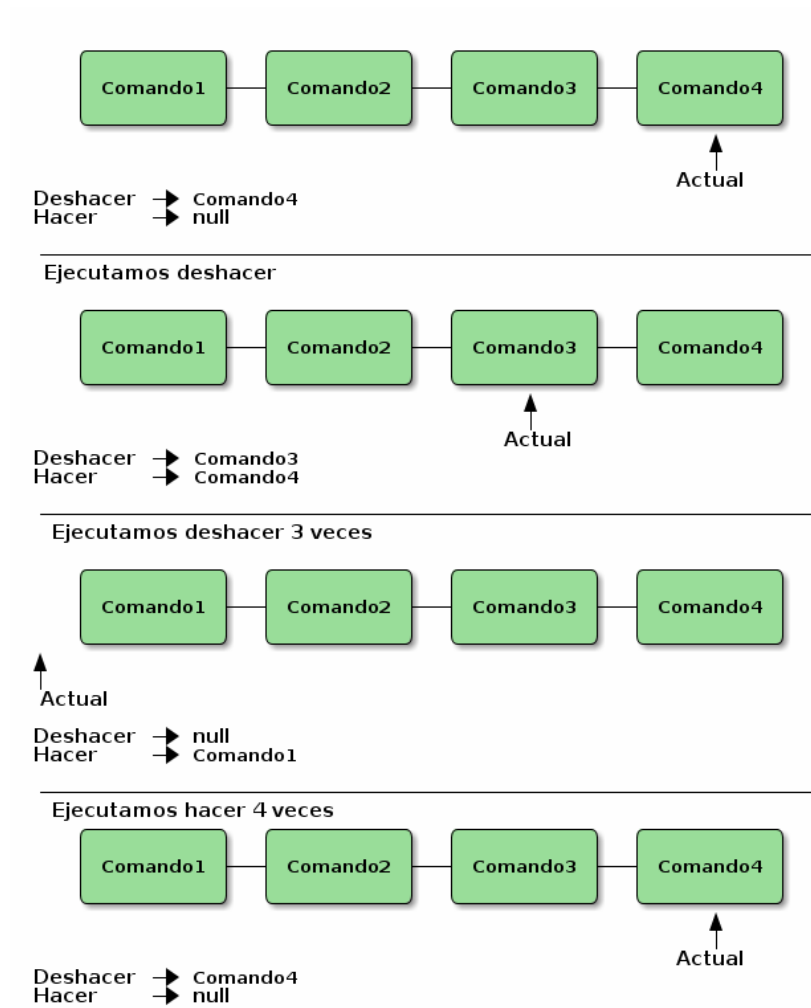 Comando1 Comando2 Comando3 Comando4
Actual
Deshacer Comando4
Hacer null
Ejecutamos deshacer
Comando1 Comando2 Comando3 Comando4
Actual
Deshacer Comando3
Hacer Comando4
Ejecutamos deshacer 3 veces
Comando1 Comando2 Comando3 Comando4
Actual
Deshacer null
Hacer Comando1
Ejecutamos hacer 4 veces
Comando1 Comando2 Comando3 Comando4
Actual
Deshacer Comando4
Hacer null